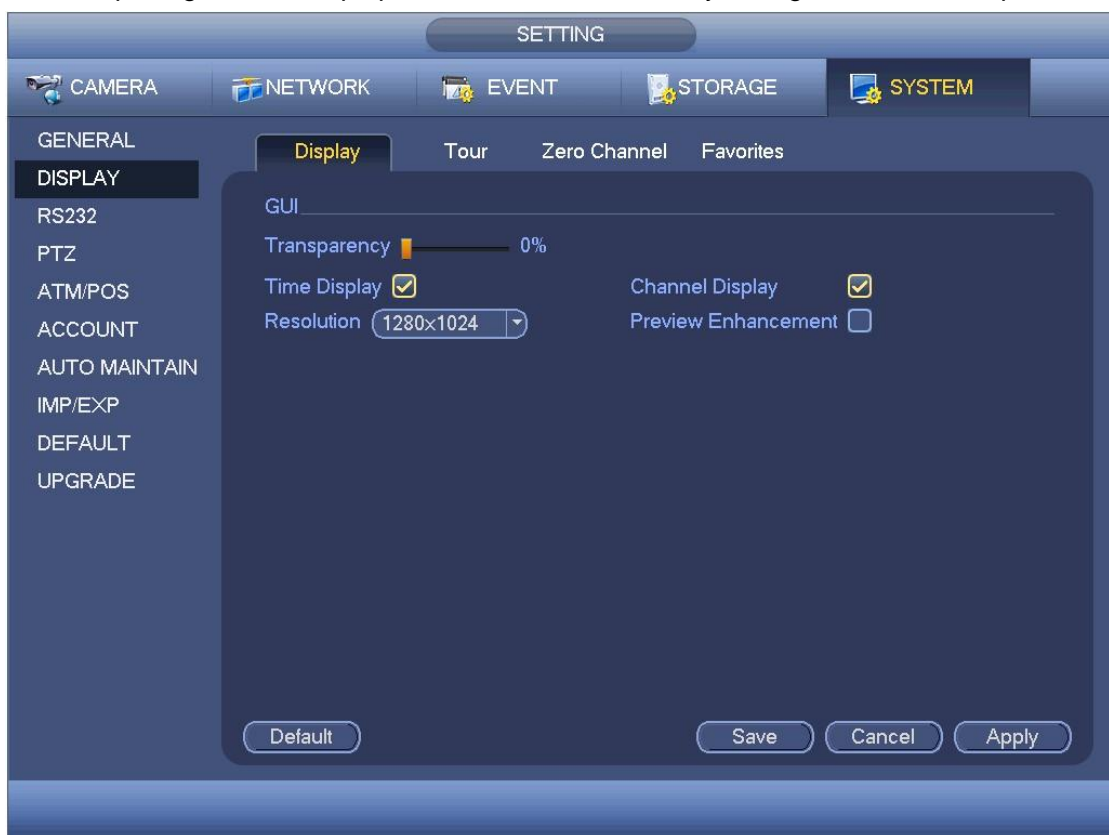 SETTING
CAMERA NETWORK EVENT STORAGE SYSTEM
GENERAL
DISPLAY
RS232
PTZ
ATM/POS
ACCOUNT
AUTO MAINTAIN
IMP/EXP
DEFAULT
UPGRADE
Display Tour Zero Channel Favorites
GUI
Transparency 0%
Time Display Channel Display
Resolution 1280×1024 Preview Enhancement
Default Save Cancel Apply